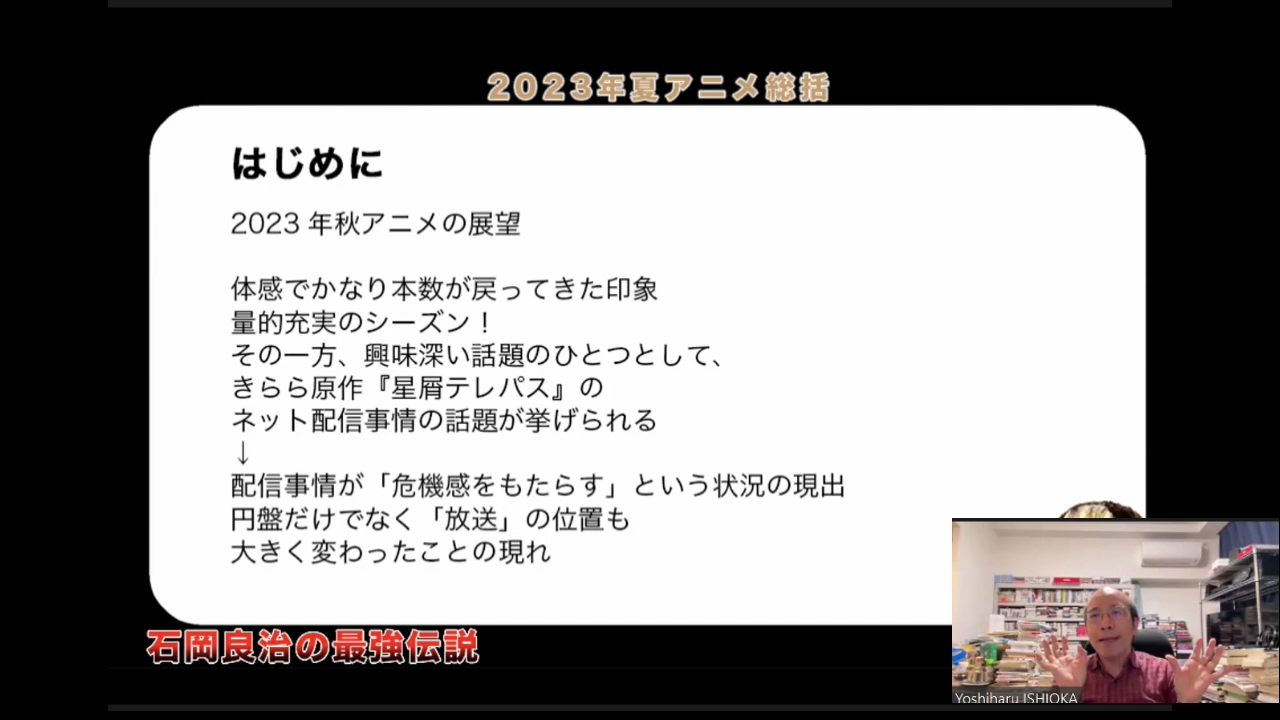 2023年夏アニメ総括
はじめに
2023 年秋アニメの展望
体感でかなり本数が戻ってきた印象
量的充実のシーズン！
その一方、興味深い話題のひとつとして、
きらら原作『星屑テレパス』の
ネット配信事情の話題が挙げられる
↓
配信事情が「危機感をもたらす」という状況の現出
円盤だけでなく「放送」の位置も
大きく変わったことの現れ
石岡良治の最強伝説
Yoshiharu ISHIOKA